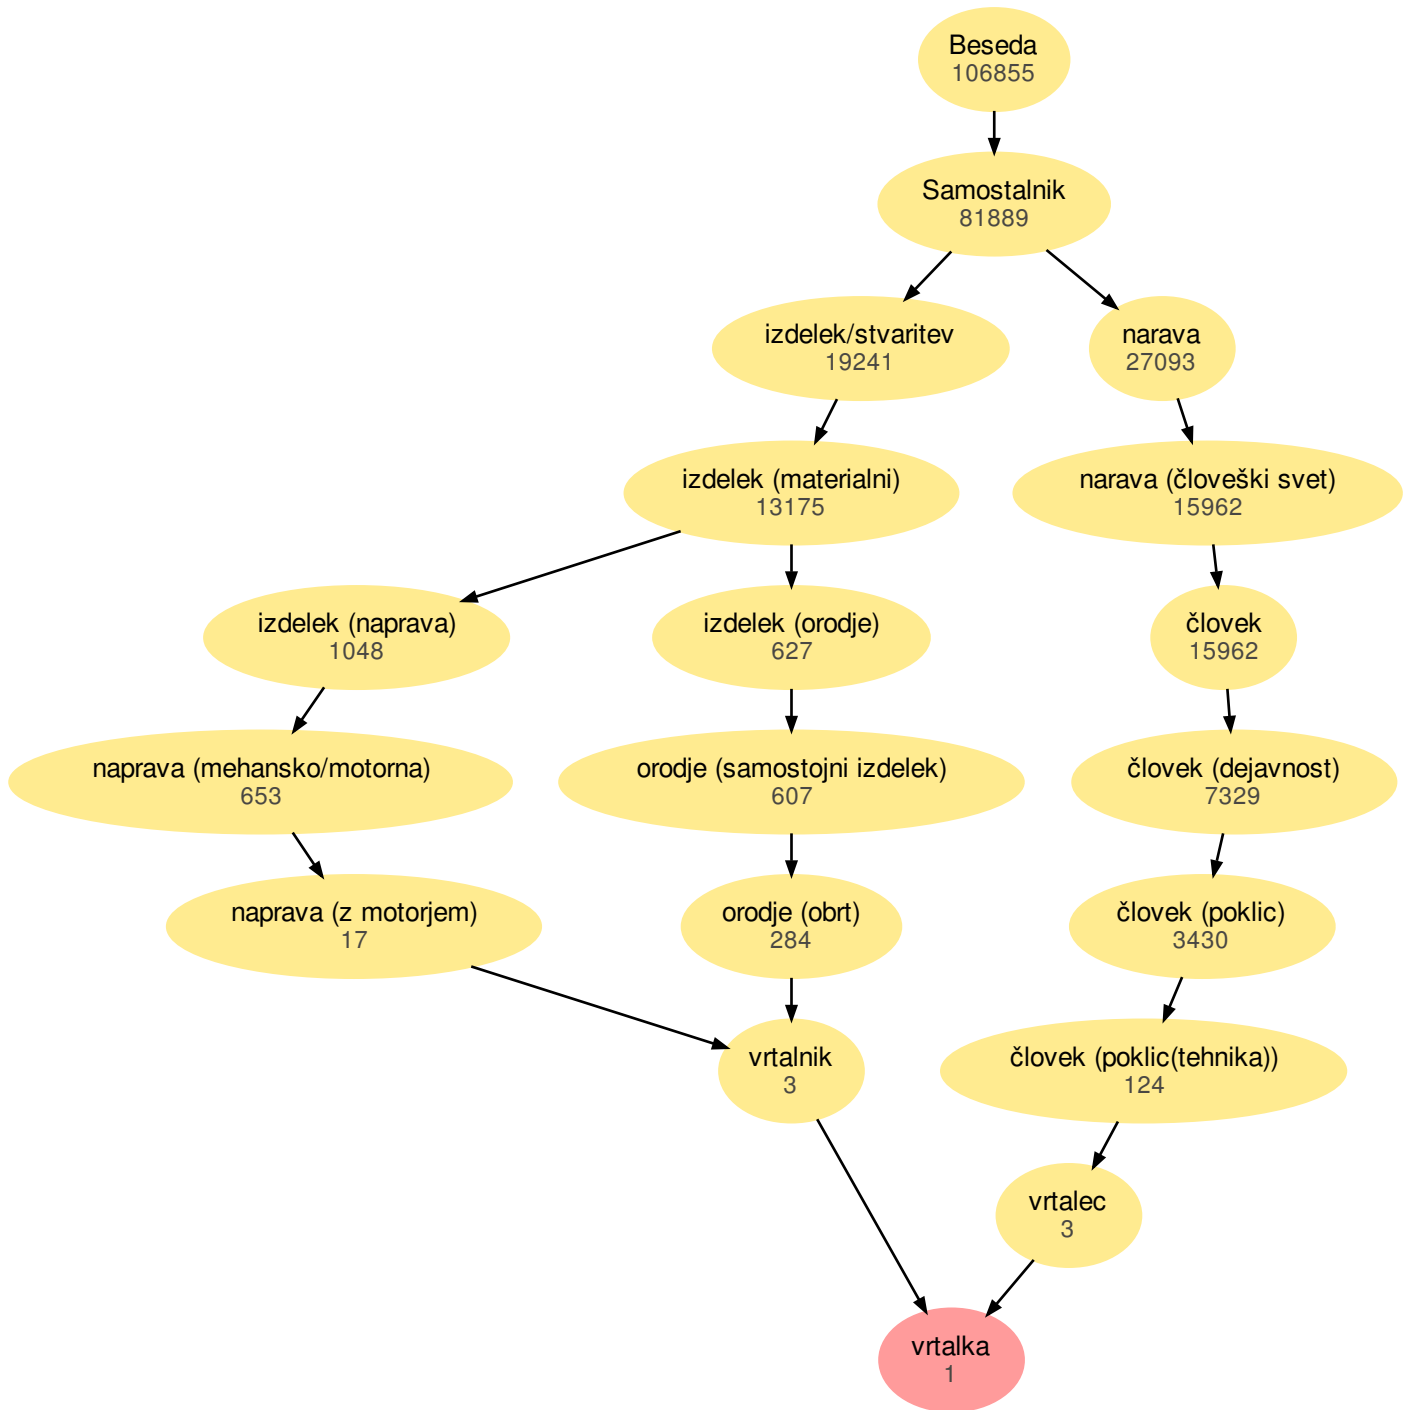 Beseda
106855
Samostalnik
81889
izdelek/stvaritev
19241
narava
27093
izdelek (materialni)
13175
narava (človeški svet)
15962
izdelek (naprava)
1048
izdelek (orodje)
627
človek
15962
naprava (mehansko/motorna)
653
orodje (samostojni izdelek)
607
človek (dejavnost)
7329
naprava (z motorjem)
17
orodje (obrt)
284
človek (poklic)
3430
vrtalnik
3
človek (poklic(tehnika))
124
vrtalec
3
vrtalka
1